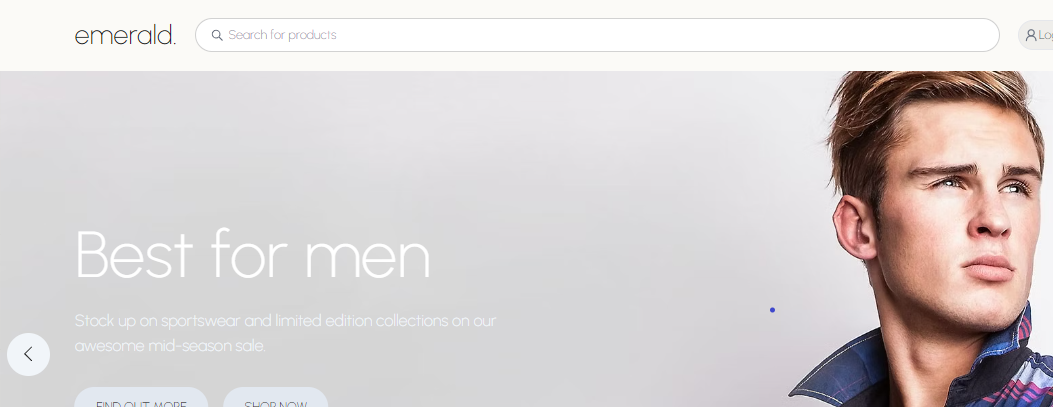 emerald.
Search for products
Log
Best for men
Stock up on sportswear and limited edition collections on our
awesome mid-season sale.
FIND OUT MORE
SHOP NOW